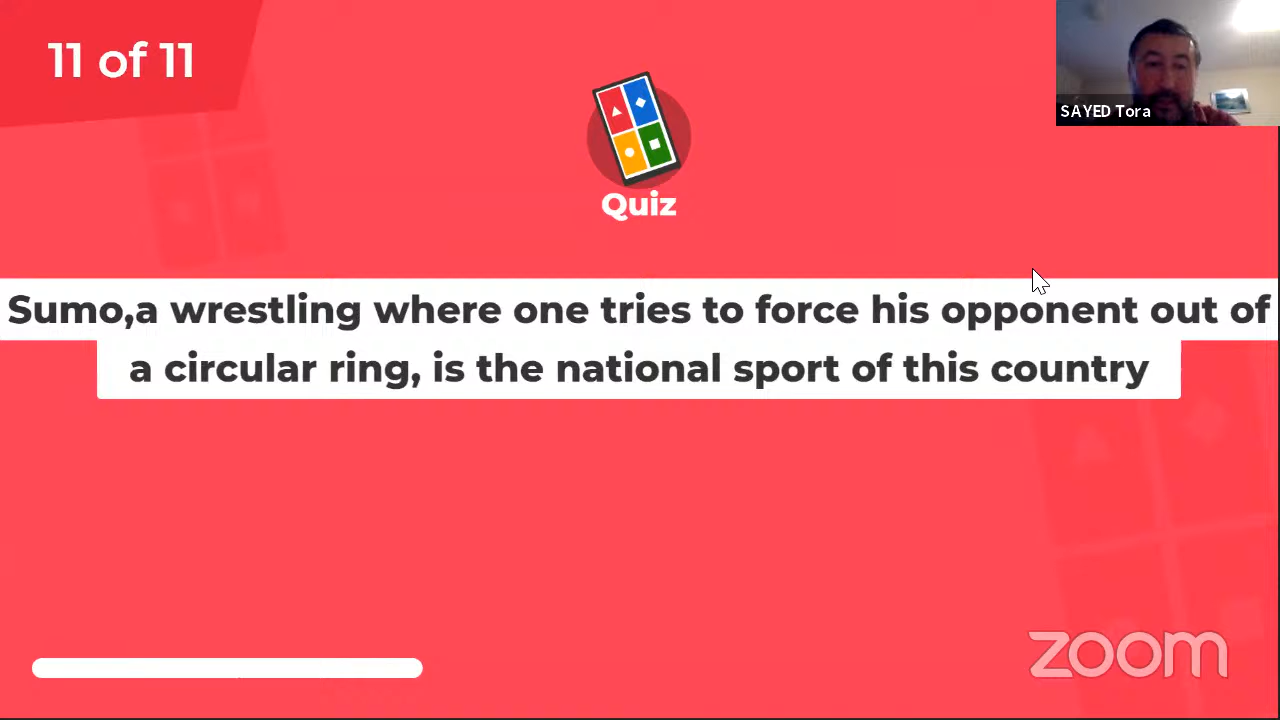 11 of 11
SAYED Tora
Quiz
Sumo,a wrestling where one tries to force his opponent out of
a circular ring, is the national sport of this country
zoom